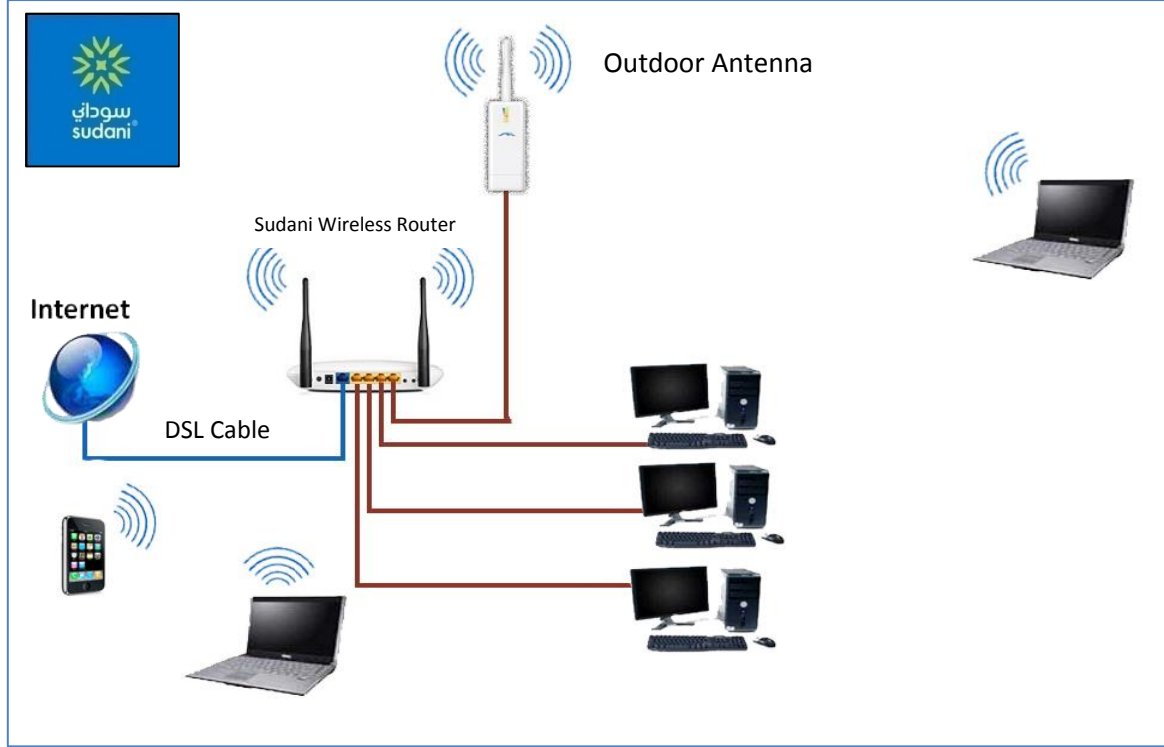 سوداني
sudani
Outdoor Antenna
Sudani Wireless Router
Internet
DSL Cable